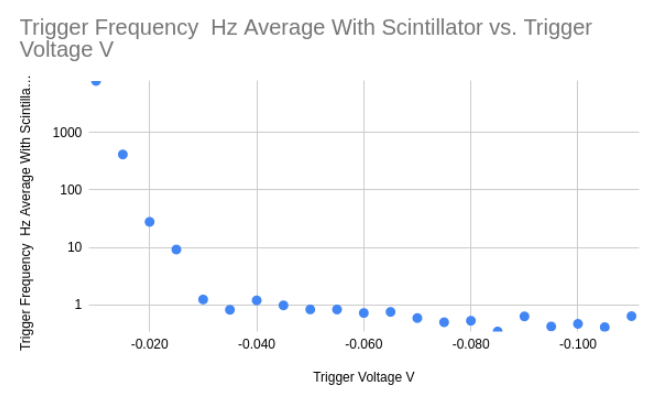 Trigger Frequency  Hz Average With Scintillator vs. Trigger
Voltage V
Trigger Frequency  Hz Average With Scintilla…
1000
100
10
1
-0.020
-0.040
-0.060
-0.080
-0.100
Trigger Voltage V